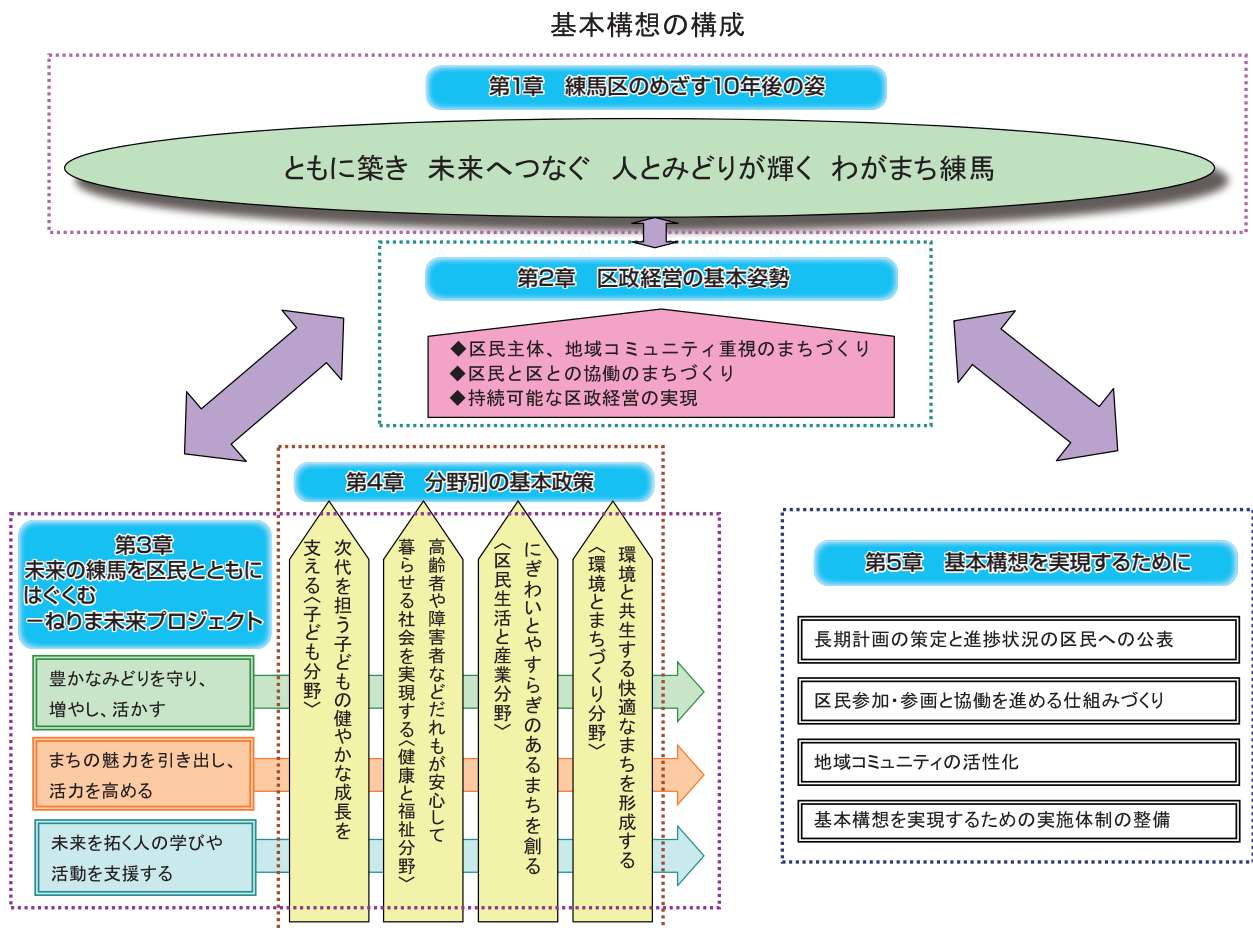 基本構想の構成
第1章　練馬区のめざす10年後の姿
ともに築き　未来へつなぐ　人とみどりが輝く　わがまち練馬
第2章　区政経営の基本姿勢
◆区民主体、地域コミュニティ重視のまちづくり
◆区民と区との協働のまちづくり
◆持続可能な区政経営の実現
第3章
未来の練馬を区民とともに
はぐくむ
－ねりま未来プロジェクト
豊かなみどりを守り、
増やし、活かす
まちの魅力を引き出し、
活力を高める
未来を拓く人の学びや
活動を支援する
第4章　分野別の基本政策
次代を担う子どもの健やかな成長を
支える〈子ども分野〉
高齢者や障害者などだれもが安心して
暮らせる社会を実現する〈健康と福祉分野〉
にぎわいとやすらぎのあるまちを創る
〈区民生活と産業分野〉
環境と共生する快適なまちを形成する
〈環境とまちづくり分野〉
第5章　基本構想を実現するために
長期計画の策定と進捗状況の区民への公表
区民参加・参画と協働を進める仕組みづくり
地域コミュニティの活性化
基本構想を実現するための実施体制の整備